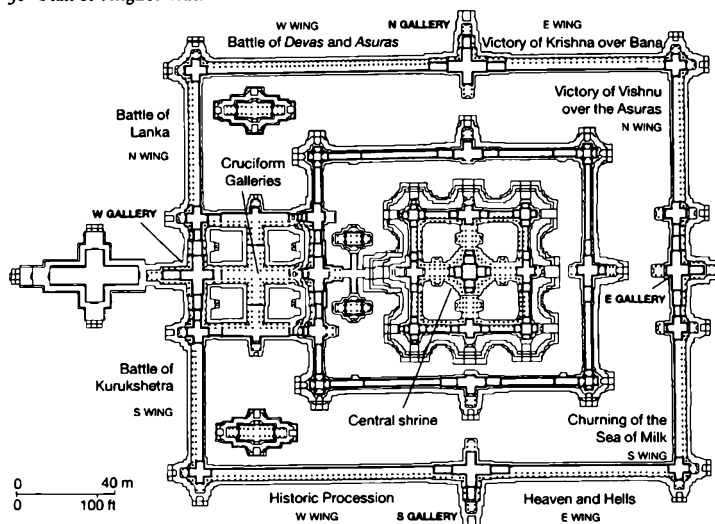 W WING
N GALLERY
E WING
Battle of Devas and Asuras
Victory of Krishna over Bana
Battle of
Lanka
N WING
Victory of Vishnu
over the Asuras
N WING
Cruciform
Galleries
W GALLERY
E GALLERY
Battle of
Kurukshetra
S WING
Central shrine
Churning of the
Sea of Milk
S WING
0 40 m
0 100 ft
Historic Procession
Heaven and Hells
W WING
S GALLERY
E WING